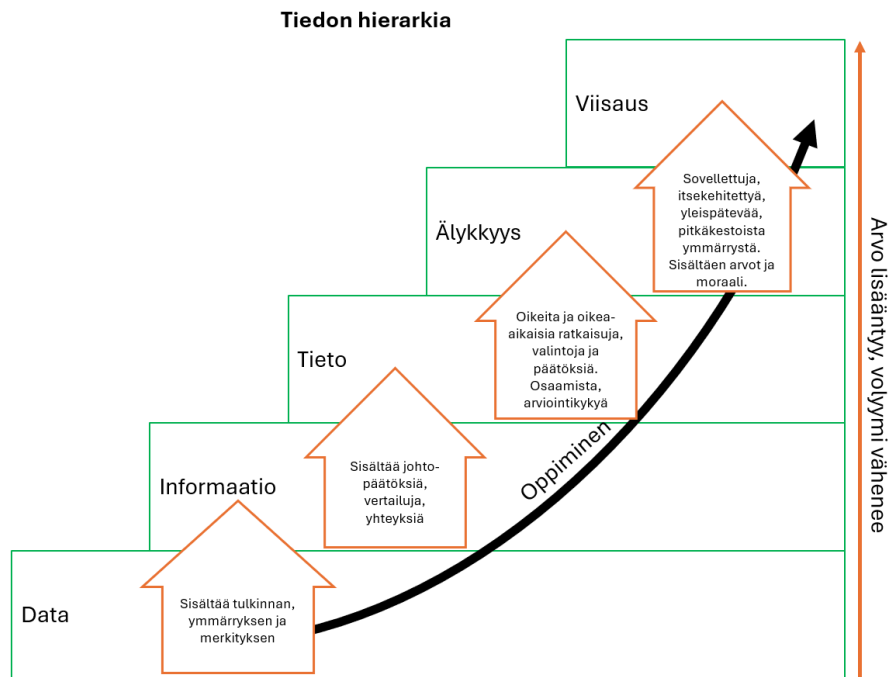 Tiedon hierarkia
Viisaus
Sovellettuja,
itsekehitettyä,
yleispätevää,
pitkäkestoista
ymmärrystä.
Sisältäen arvot ja
moraali.
Älykkyys
Oikeita ja oikea-
aikaisia ratkaisuja,
valintoja ja
päätöksiä.
Osaamista,
arviointikykyä
Tieto
Sisältää johto-
päätöksiä,
vertailuja,
yhteyksiä
Informaatio
Sisältää tulkinnan,
ymmärryksen ja
merkityksen
Data
Oppiminen
Arvo lisääntyy, volyymi vähenee